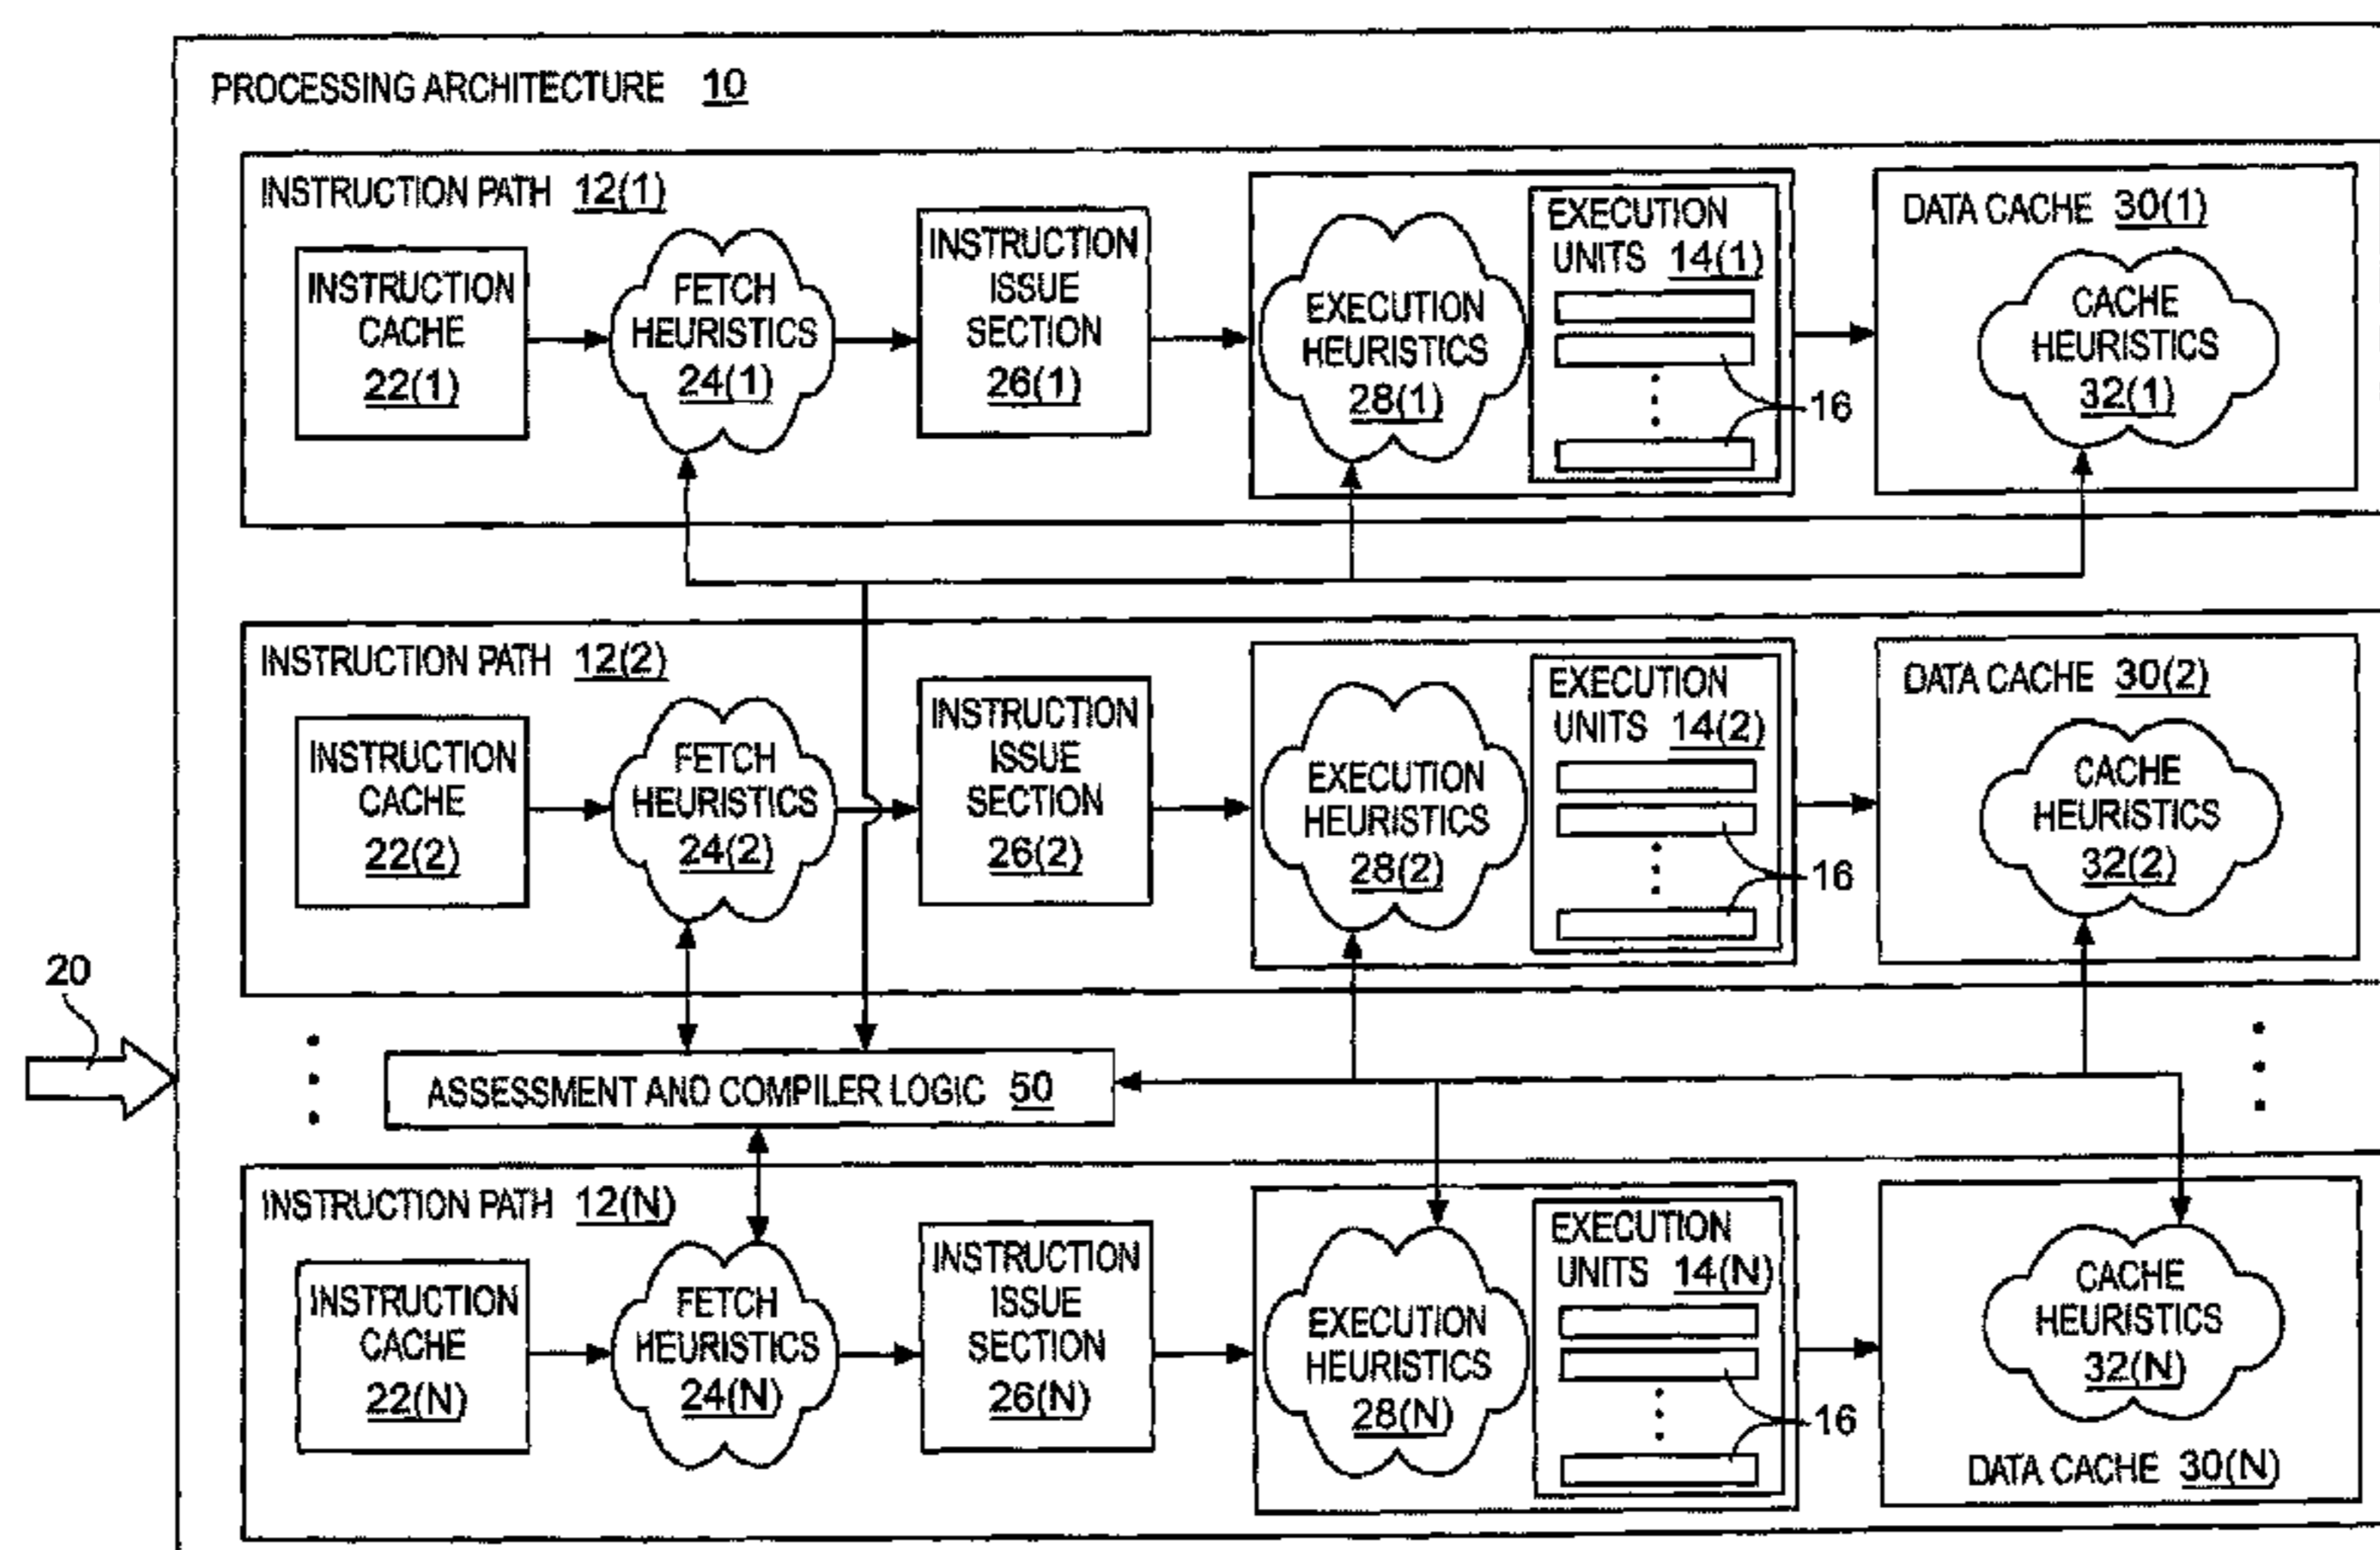 PROCESSING ARCHITECTURE 10
INSTRUCTION PATH 12(1)
INSTRUCTION
CACHE
22(1)
FETCH
HEURISTICS
24(1)
INSTRUCTION
ISSUE
SECTION
26(1)
EXECUTION
HEURISTICS
28(1)
EXECUTION
UNITS 14(1)
16
DATA CACHE 30(1)
CACHE
HEURISTICS
32(1)
INSTRUCTION PATH 12(2)
INSTRUCTION
CACHE
22(2)
FETCH
HEURISTICS
24(2)
INSTRUCTION
ISSUE
SECTION
26(2)
EXECUTION
HEURISTICS
28(2)
EXECUTION
UNITS 14(2)
16
DATA CACHE 30(2)
CACHE
HEURISTICS
32(2)
20
ASSESSMENT AND COMPILER LOGIC 50
INSTRUCTION PATH 12(N)
INSTRUCTION
CACHE
22(N)
FETCH
HEURISTICS
24(N)
INSTRUCTION
ISSUE
SECTION
26(N)
EXECUTION
HEURISTICS
28(N)
EXECUTION
UNITS 14(N)
16
CACHE
HEURISTICS
32(N)
DATA CACHE 30(N)